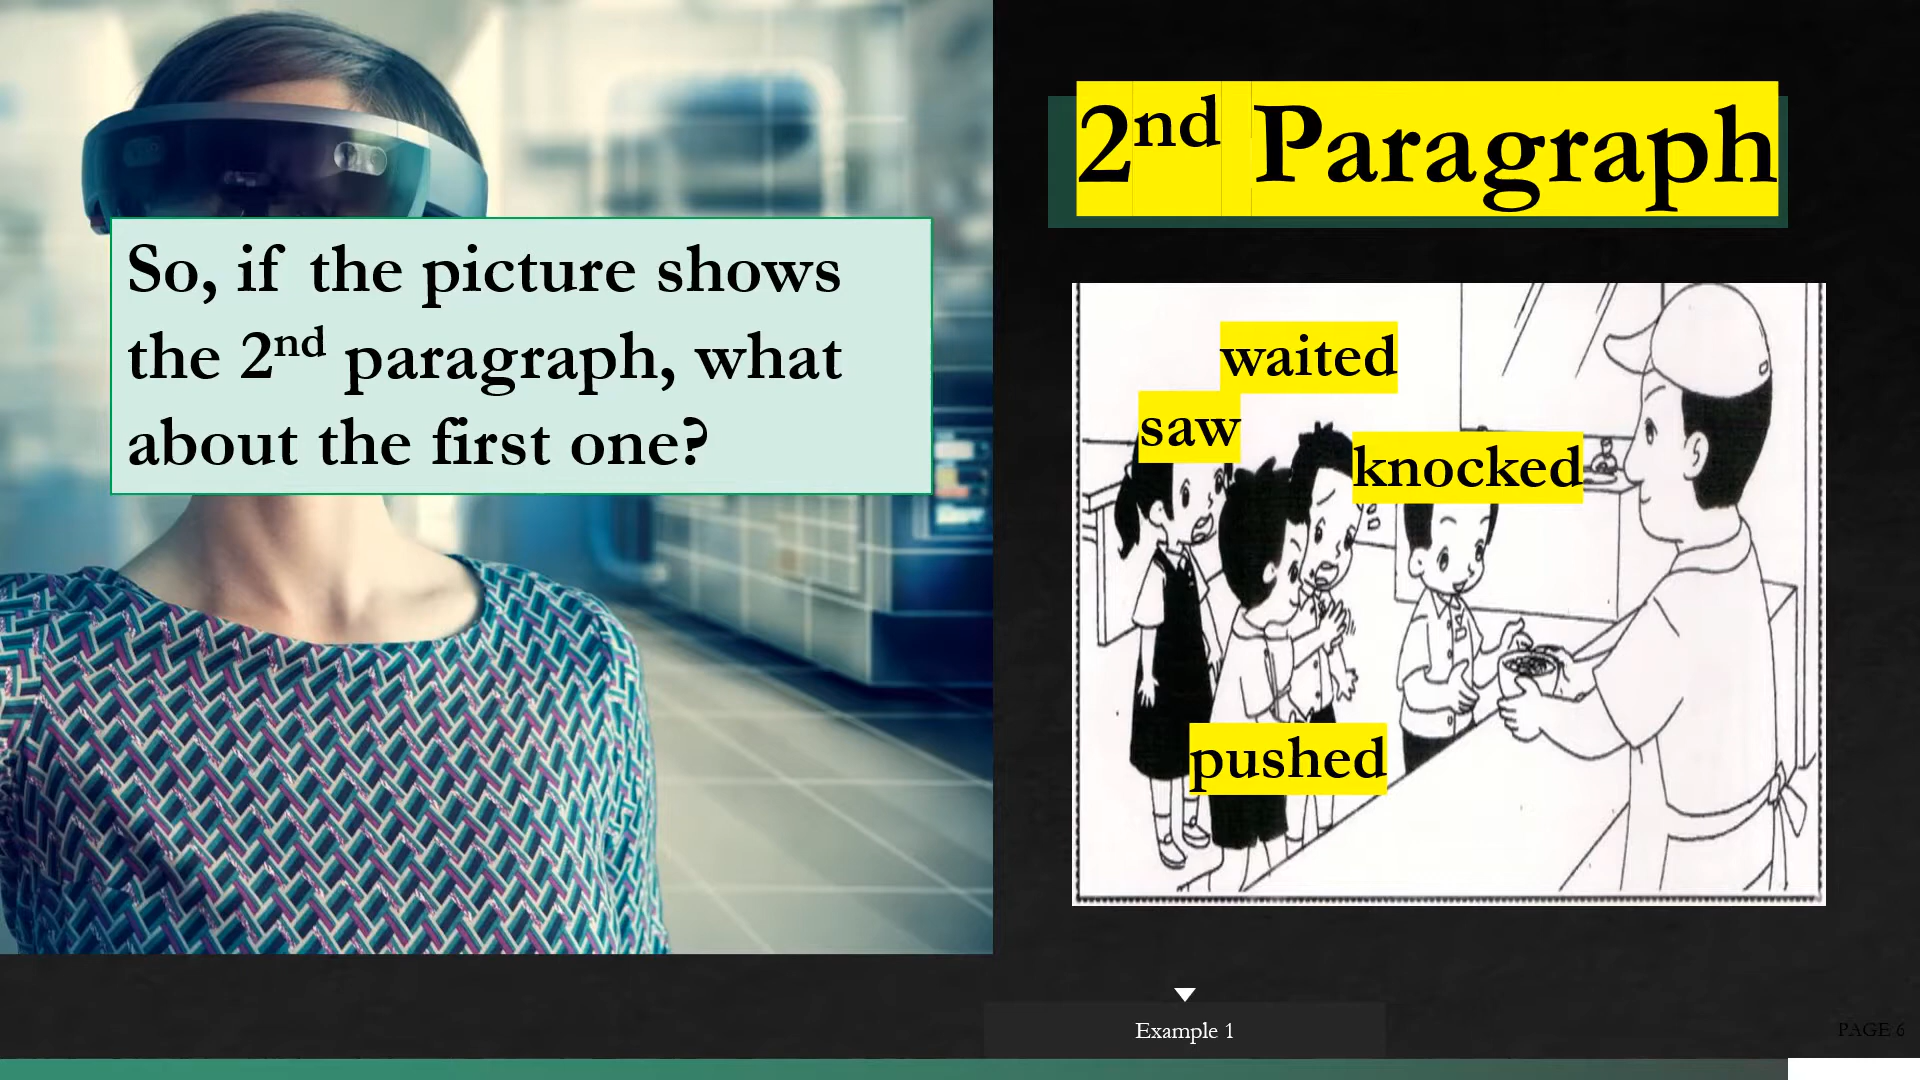 So, if the picture shows
the 2nd paragraph, what
about the first one?
2nd Paragraph
waited
saw
knocked
pushed
Example 1
PAGE 6